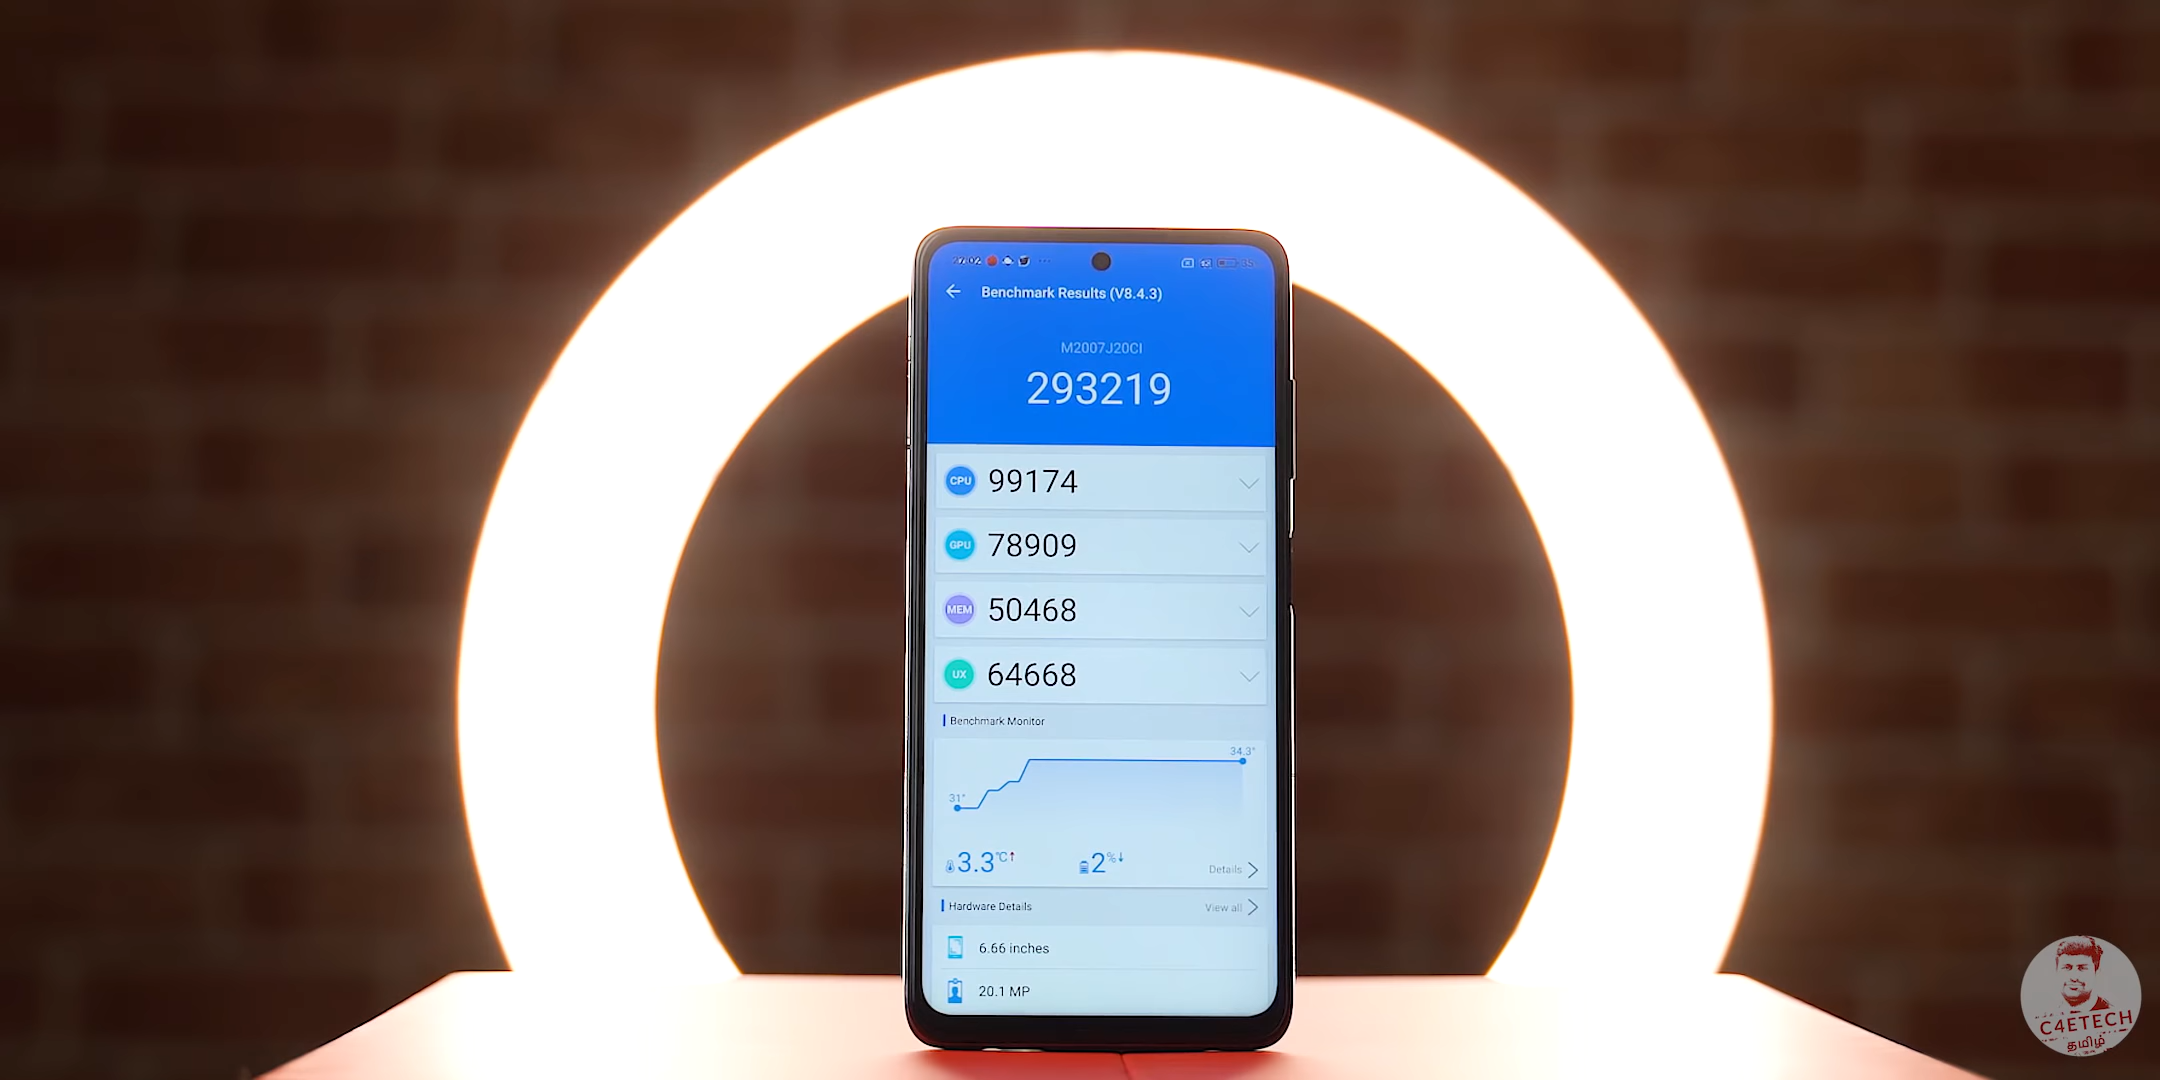 Benchmark Results (V8.4.3)
M2007J20CI
293219
CPU 99174
GPU 78909
MEM 50468
UX 64668
Benchmark Monitor
34.3°
31°
3.3°C↑ 2%↓ Details
Hardware Details View all
6.66 inches
20.1 MP
C4ETECH
தமிழ்